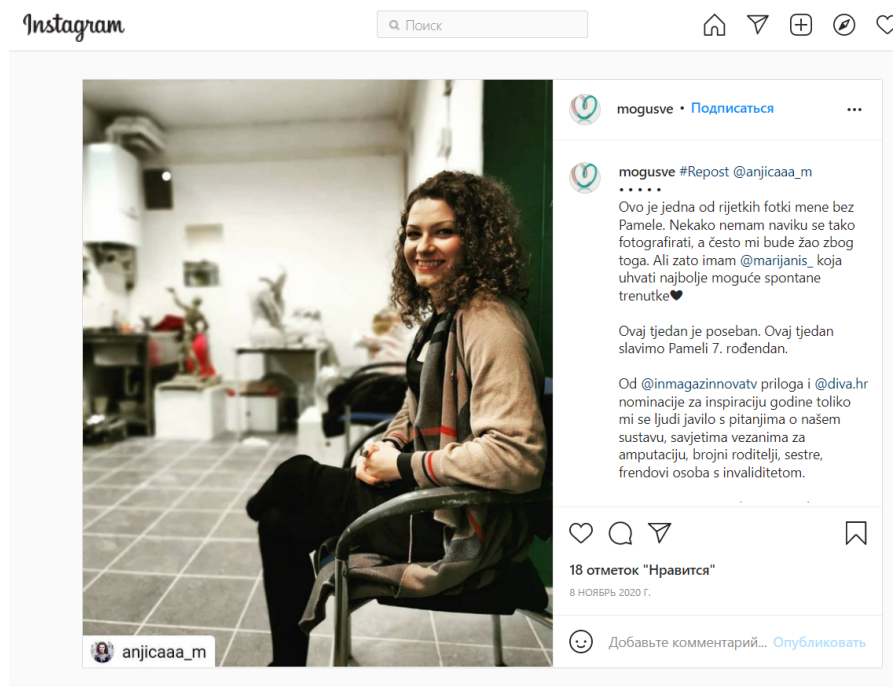 Instagram
Поиск
mogusve • Подписаться
mogusve #Repost @anjicaaa_m
• • • • •
Ovo je jedna od rijetkih fotki mene bez
Pamele. Nekako nemam naviku se tako
fotografirati, a često mi bude žao zbog
toga. Ali zato imam @marijanis_ koja
uhvati najbolje moguće spontane
trenutke🖤
Ovaj tjedan je poseban. Ovaj tjedan
slavimo Pameli 7. rođendan.
Od @inmagazinnovatv priloga i @diva.hr
nominacije za inspiraciju godine toliko
mi se ljudi javilo s pitanjima o našem
sustavu, savjetima vezanima za
amputaciju, brojni roditelji, sestre,
frendovi osoba s invaliditetom.
18 отметок "Нравится"
8 НОЯБРЬ 2020 Г.
Добавьте комментарий... Опубликовать
anjicaaa_m